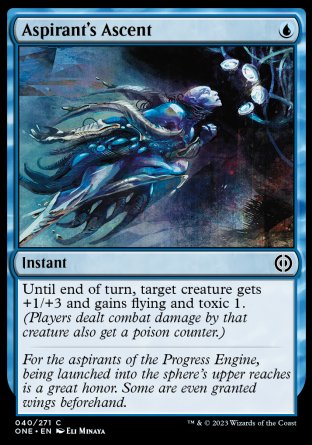 Aspirant's Ascent
Instant
Until end of turn, target creature gets
+1/+3 and gains flying and toxic 1.
(Players dealt combat damage by that
creature also get a poison counter.)
For the aspirants of the Progress Engine,
being launched into the sphere's upper reaches
is a great honor. Some are even granted
wings beforehand.
040/271 C
ONE • EN Eli Minaya
™ & © 2023 Wizards of the Coast